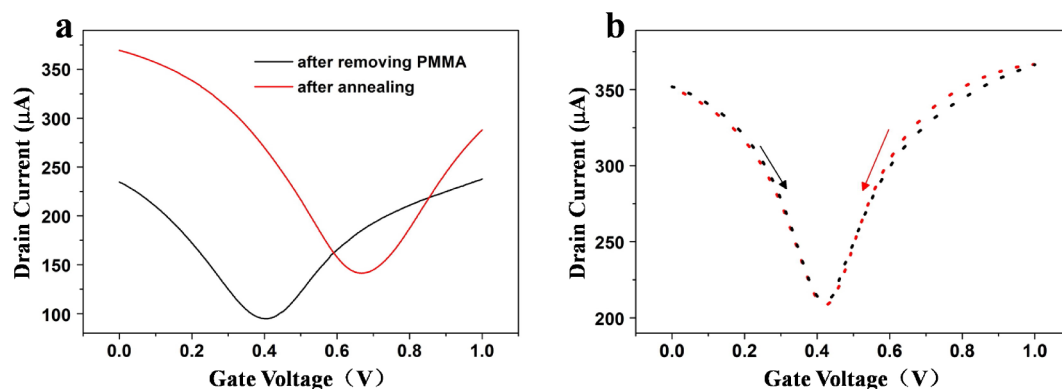 a
after removing PMMA
after annealing
Drain Current (μA)
350
300
250
200
150
100
0.0 0.2 0.4 0.6 0.8 1.0
Gate Voltage（V）
b
Drain Current (μA)
350
300
250
200
0.0 0.2 0.4 0.6 0.8 1.0
Gate Voltage（V）